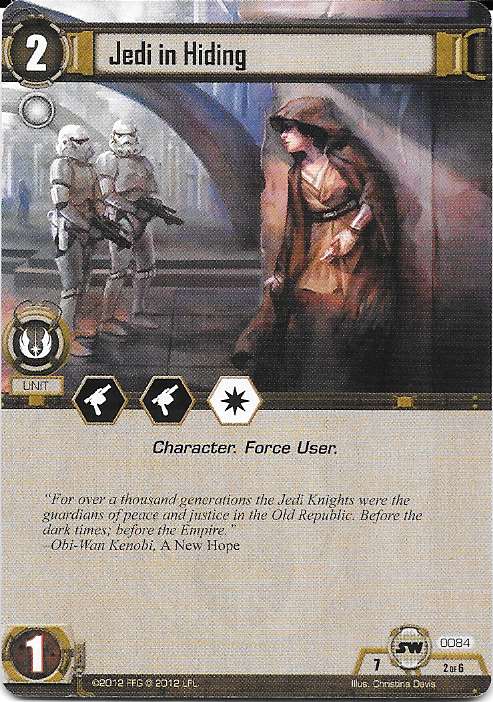 2
Jedi in Hiding
UNIT
Character. Force User.
“For over a thousand generations the Jedi Knights were the
guardians of peace and justice in the Old Republic. Before the
dark times; before the Empire.”
–Obi-Wan Kenobi, A New Hope
1
SW
0084
7
2 OF 6
©2012 FFG © 2012 LFL
Illus. Christina Davis